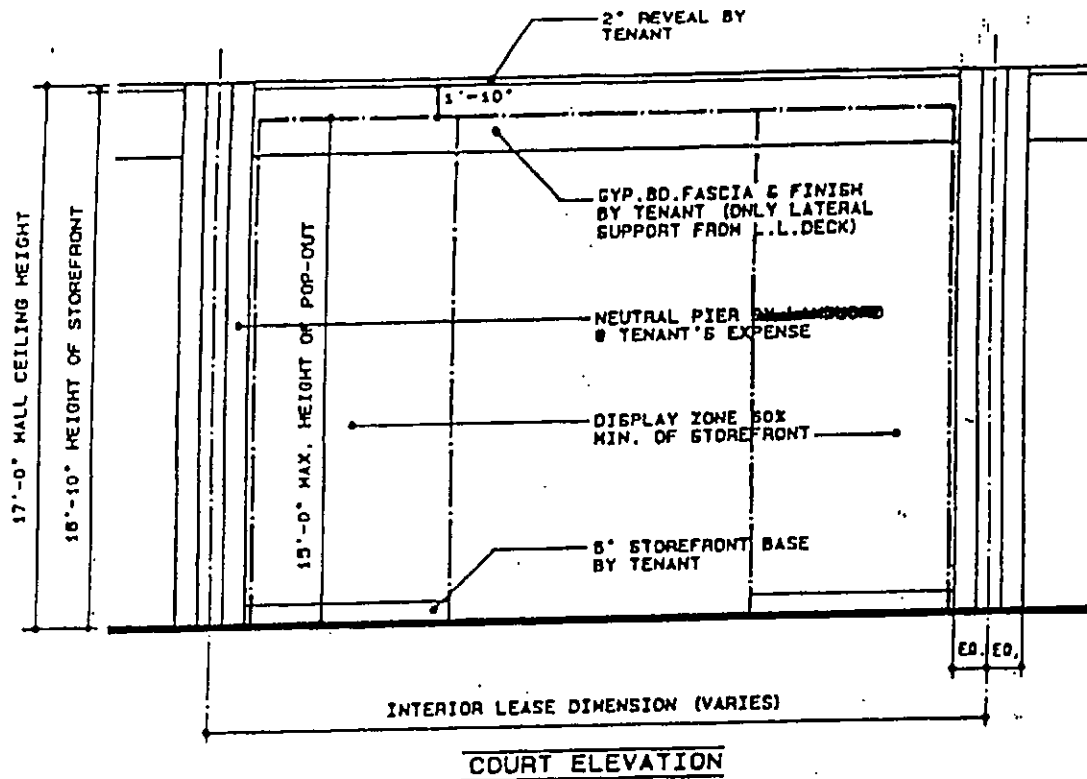 2" REVEAL BY
TENANT
1'-10"
GYP.BD.FASCIA & FINISH
BY TENANT (ONLY LATERAL
SUPPORT FROM L.L.DECK)
17'-0" MALL CEILING HEIGHT
16'-10" HEIGHT OF STOREFRONT
15'-0" MAX. HEIGHT OF POP-OUT
NEUTRAL PIER
TENANT'S EXPENSE
DISPLAY ZONE 60%
MIN. OF STOREFRONT
6" STOREFRONT BASE
BY TENANT
EQ. EQ.
INTERIOR LEASE DIMENSION (VARIES)
COURT ELEVATION